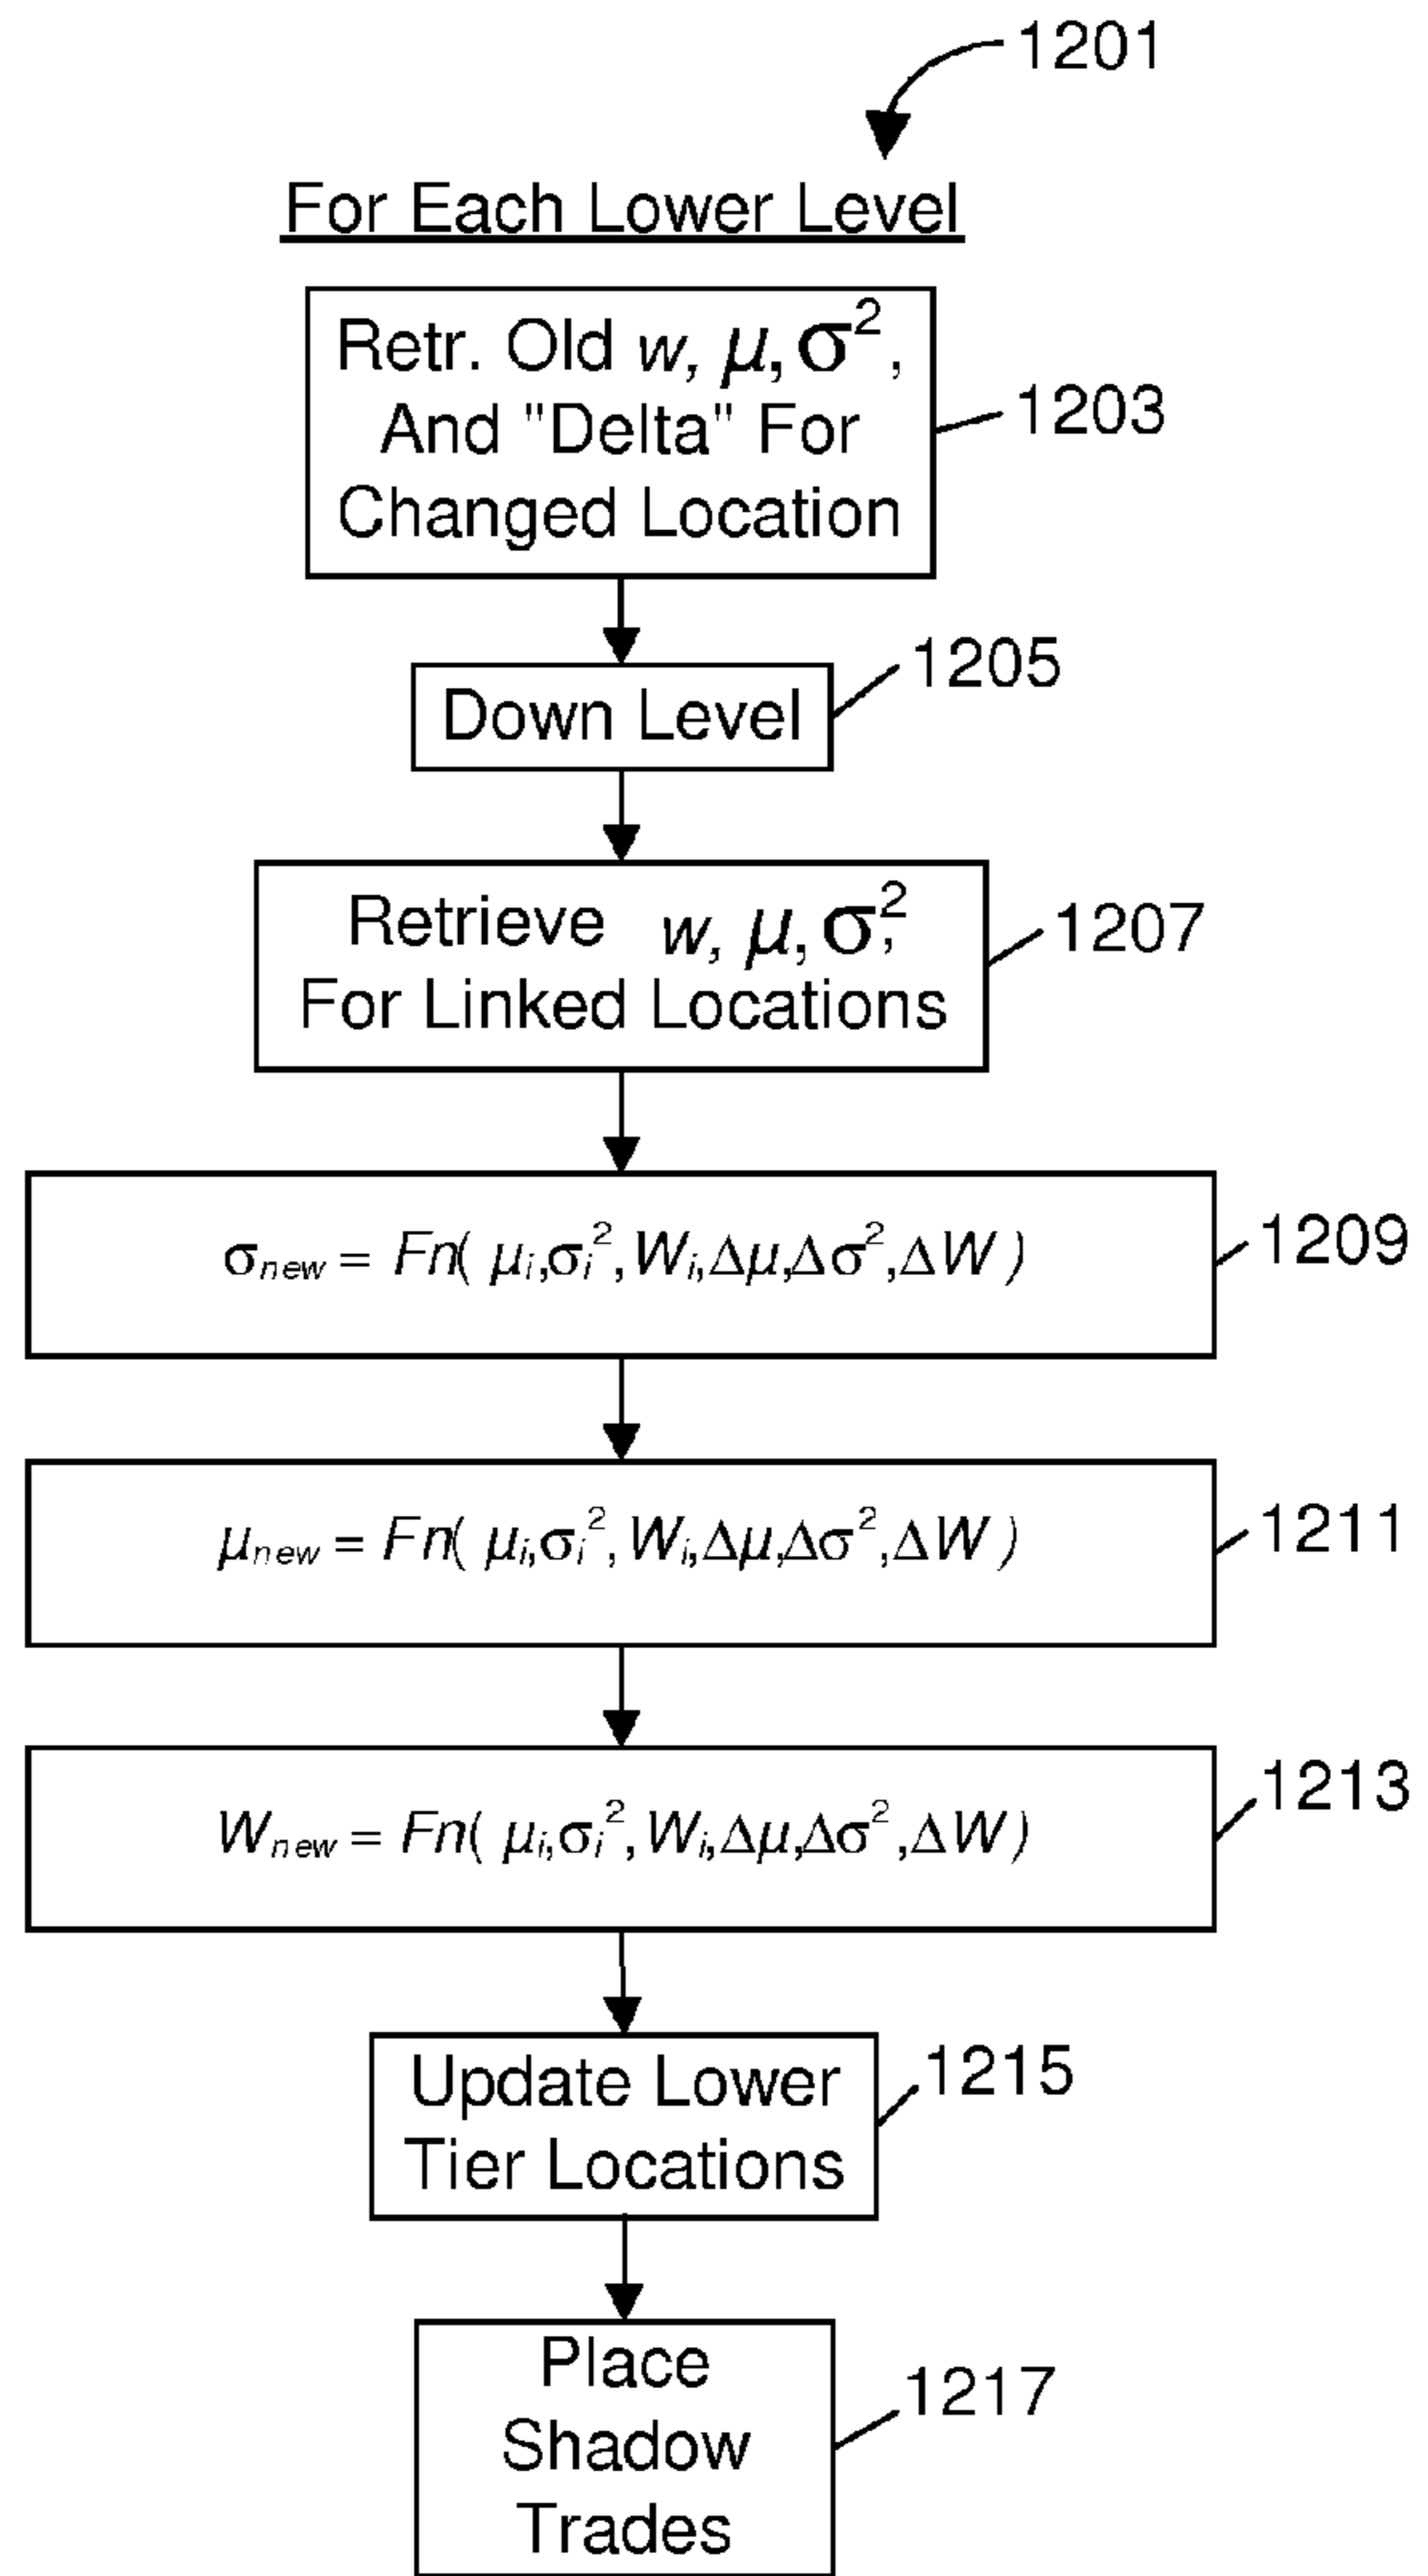 1201
For Each Lower Level
Retr. Old w, μ, σ²,
And "Delta" For
Changed Location
1203
Down Level
1205
Retrieve w, μ, σ²,
For Linked Locations
1207
σnew = Fn( μi,σi²,Wi,Δμ,Δσ²,ΔW )
1209
μnew = Fn( μi,σi²,Wi,Δμ,Δσ²,ΔW )
1211
Wnew = Fn( μi,σi²,Wi,Δμ,Δσ²,ΔW )
1213
Update Lower
Tier Locations
1215
Place
Shadow
Trades
1217